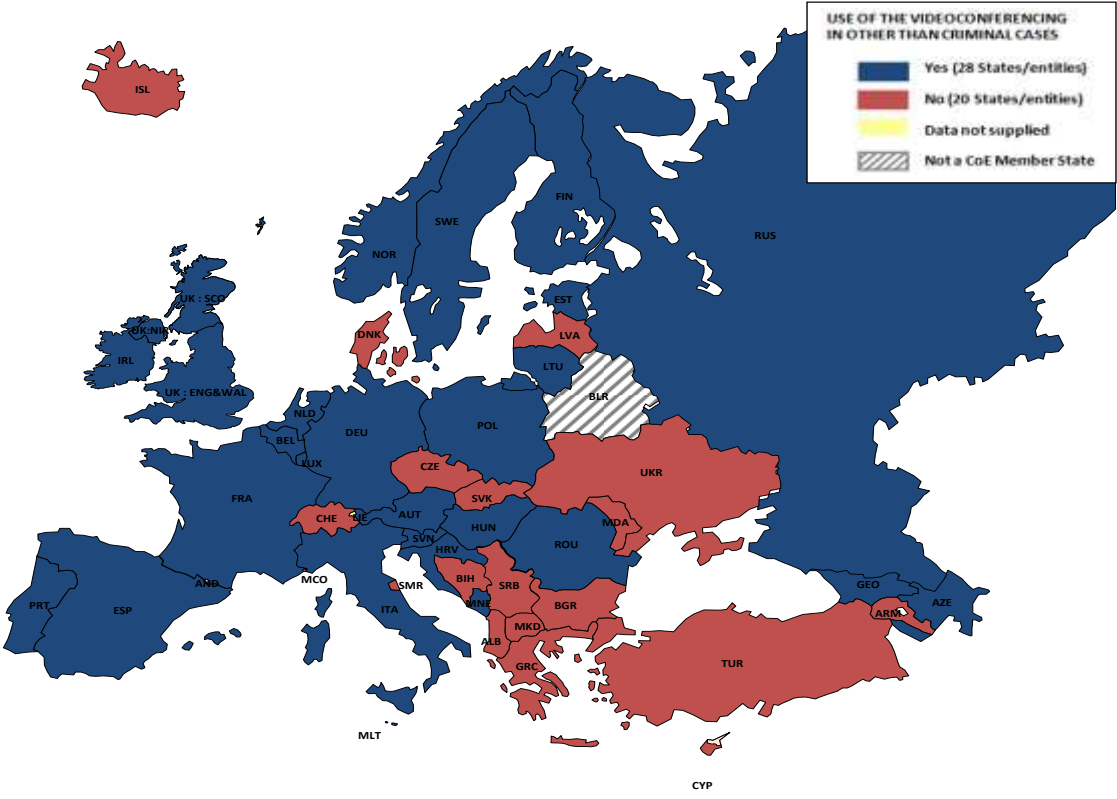 USE OF THE VIDEOCONFERENCING
IN OTHER THAN CRIMINAL CASES
Yes (28 States/entities)
No (20 States/entities)
Data not supplied
Not a CoE Member State
ISL
FIN
SWE
RUS
NOR
UK : SCO
EST
UK:NIR
DNK
LVA
IRL
LTU
UK : ENG&WAL
BLR
NLD
POL
DEU
BEL
LUX
CZE
UKR
FRA
SVK
CHE
LIE
AUT
MDA
HUN
SVN
ROU
HRV
MCO
BIH
SMR
SRB
AND
GEO
PRT
ESP
ITA
MNE
BGR
AZE
ARM
MKD
ALB
GRC
TUR
MLT
CYP